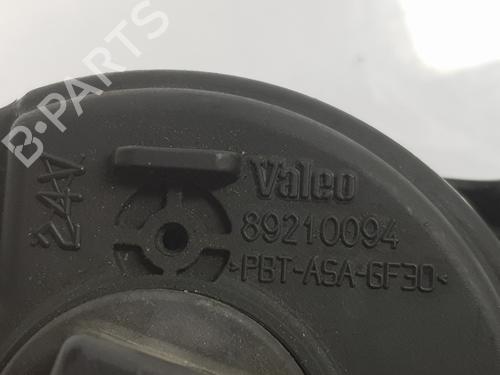 B-PARTS
Valeo
89210094
>PBT-ASA-GF30<
24V